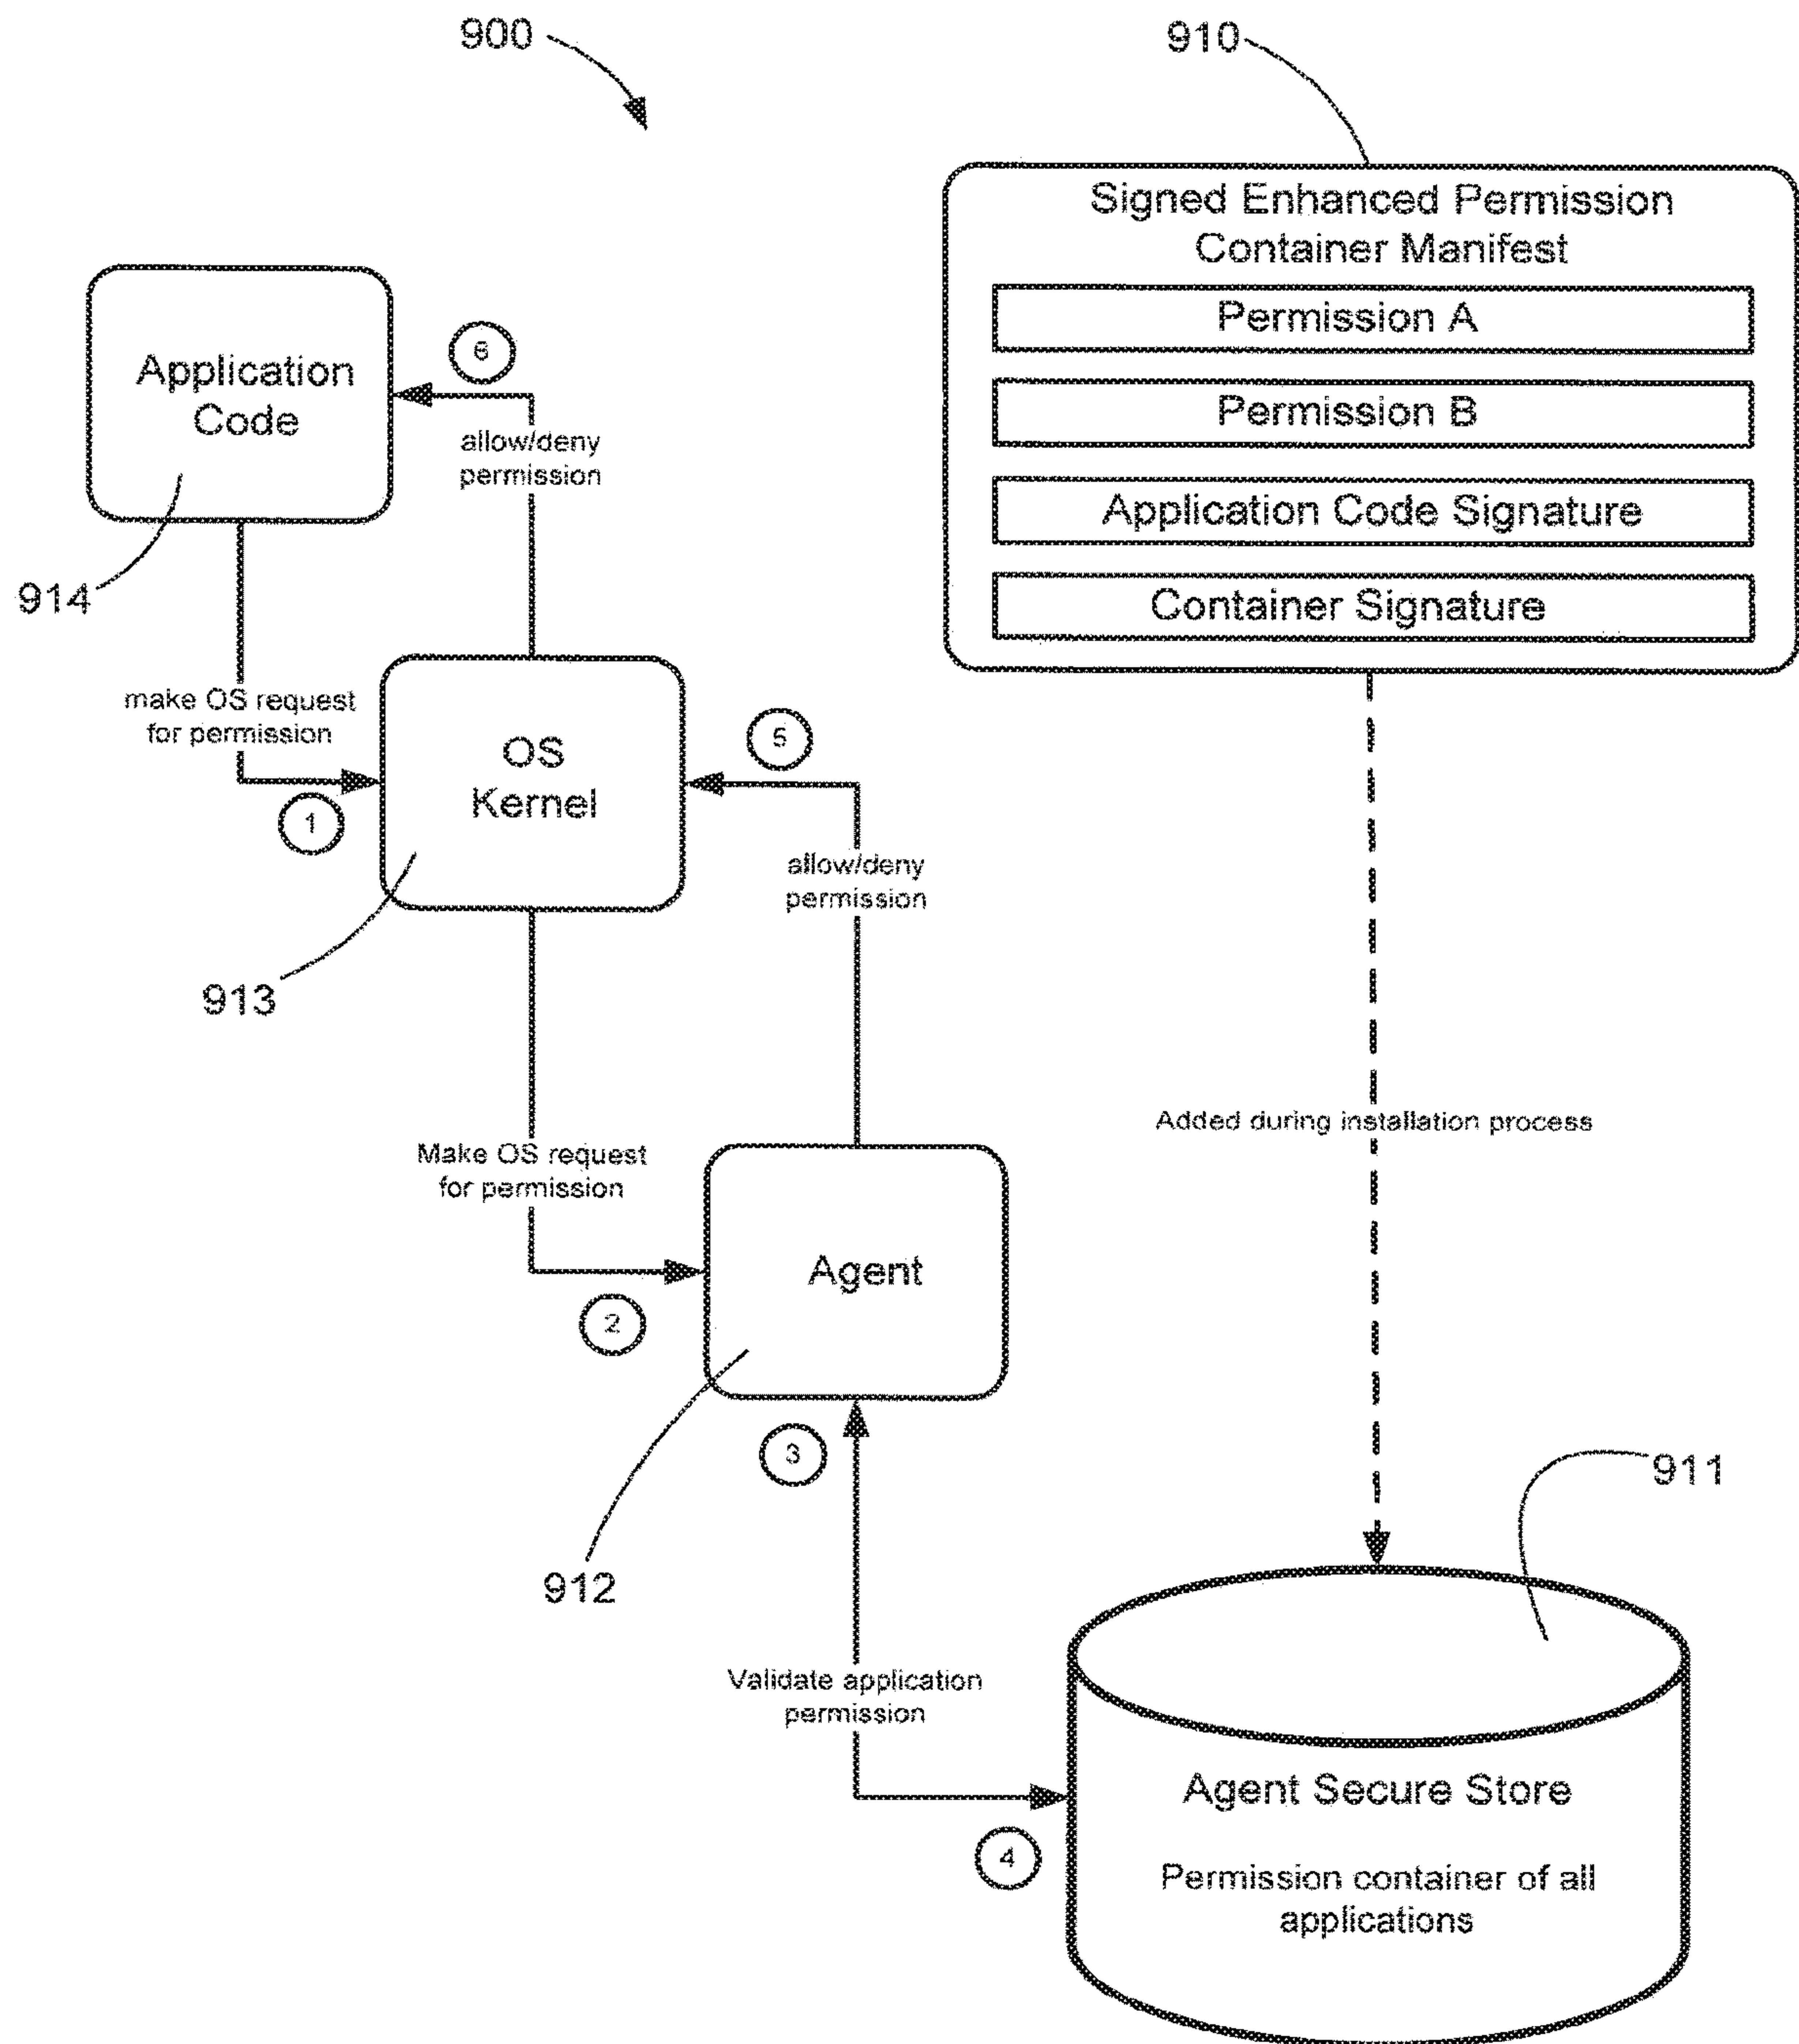 900
910
Signed Enhanced Permission
Container Manifest
Permission A
Permission B
Application Code Signature
Container Signature
Application
Code
6
allow/deny
permission
914
make OS request
for permission
1
OS
Kernel
5
913
allow/deny
permission
Added during installation process
Make OS request
for permission
Agent
2
3
912
911
Validate application
permission
4
Agent Secure Store
Permission container of all
applications